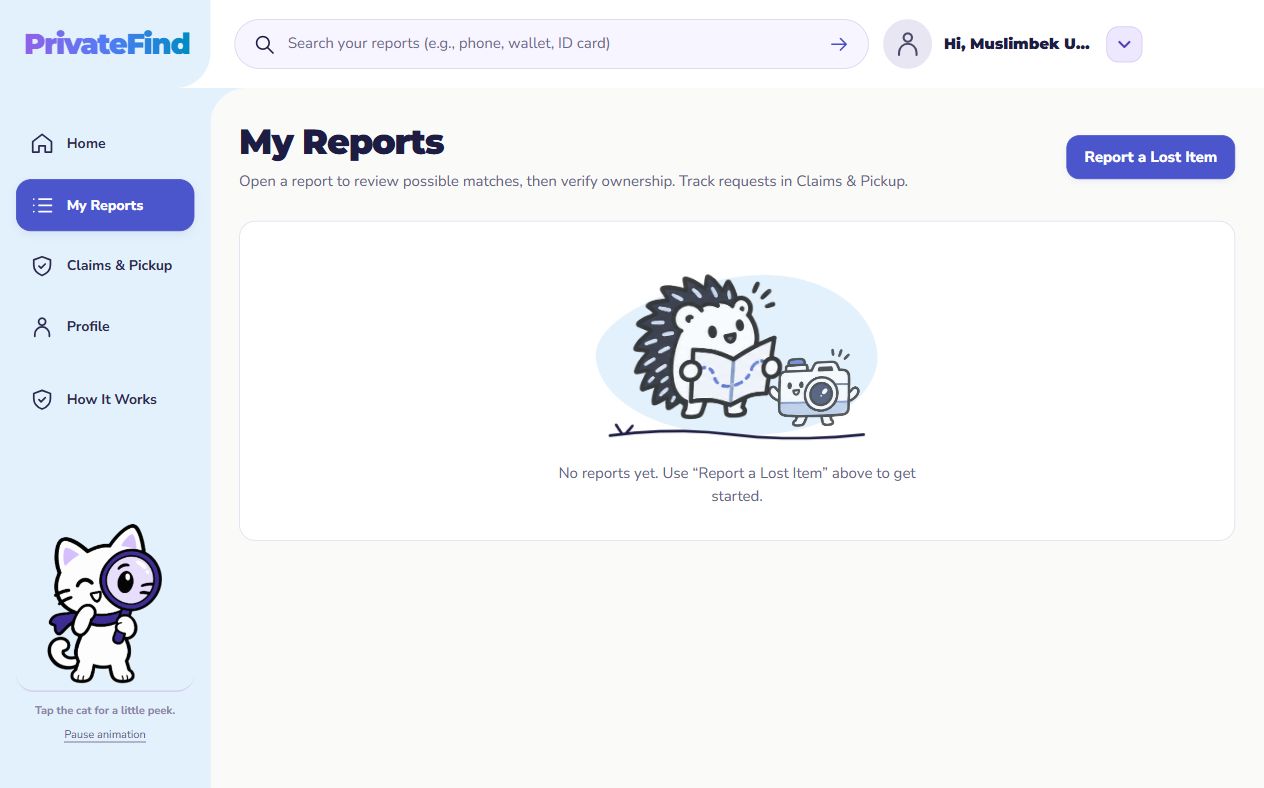 PrivateFind
Search your reports (e.g., phone, wallet, ID card)
Hi, Muslimbek U...
Home
My Reports
Claims & Pickup
Profile
How It Works
Tap the cat for a little peek.
Pause animation
My Reports
Open a report to review possible matches, then verify ownership. Track requests in Claims & Pickup.
Report a Lost Item
No reports yet. Use “Report a Lost Item” above to get
started.